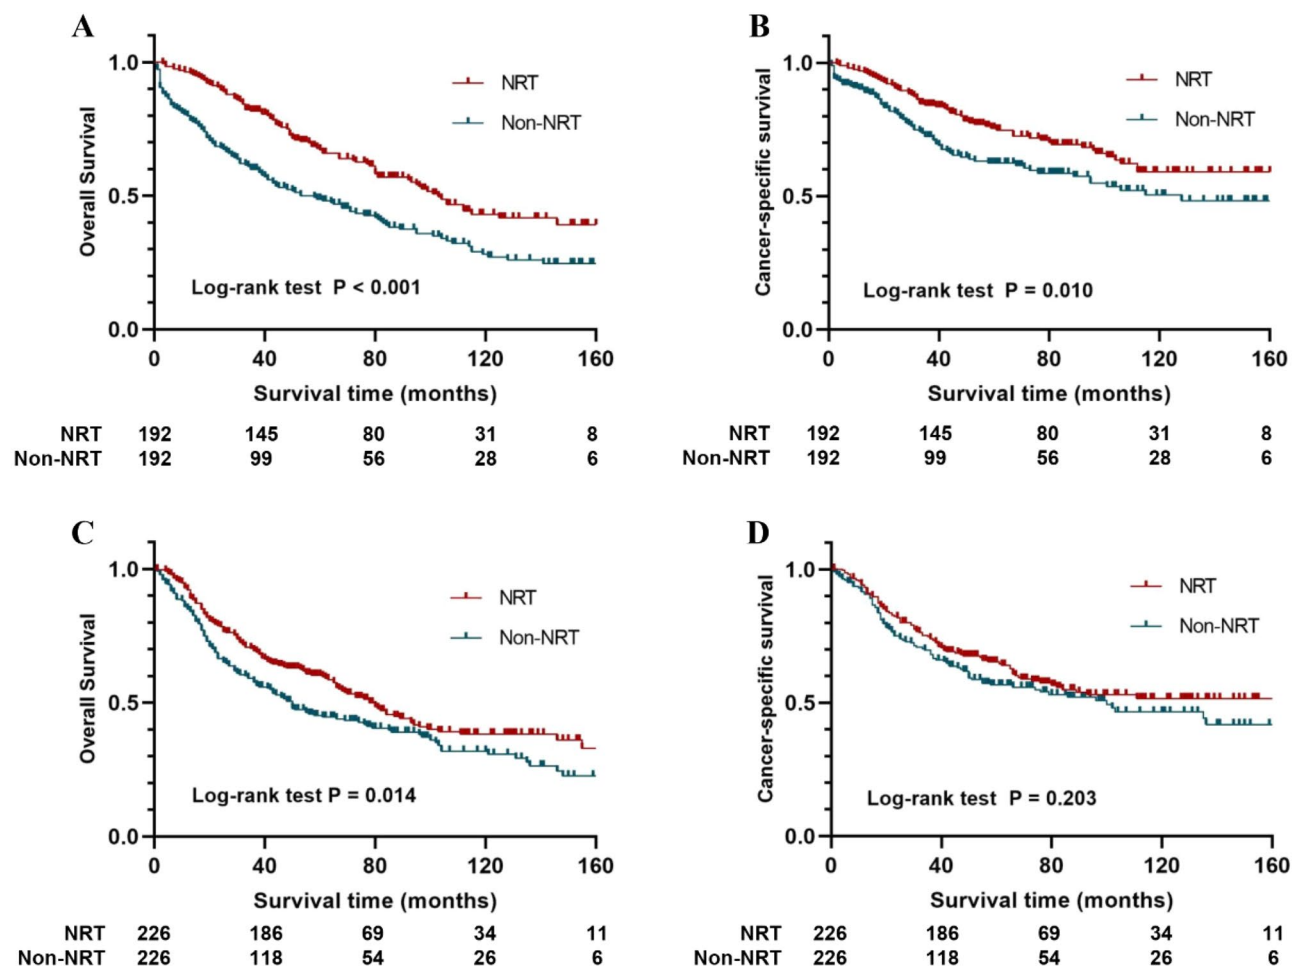 A
Overall Survival
1.0
0.5
0.0
NRT
Non-NRT
Log-rank test P < 0.001
0 40 80 120 160
Survival time (months)
NRT 192 145 80 31 8
Non-NRT 192 99 56 28 6
B
Cancer-specific survival
1.0
0.5
0.0
NRT
Non-NRT
Log-rank test P = 0.010
0 40 80 120 160
Survival time (months)
NRT 192 145 80 31 8
Non-NRT 192 99 56 28 6
C
Overall Survival
1.0
0.5
0.0
NRT
Non-NRT
Log-rank test P = 0.014
0 40 80 120 160
Survival time (months)
NRT 226 186 69 34 11
Non-NRT 226 118 54 26 6
D
Cancer-specific survival
1.0
0.5
0.0
NRT
Non-NRT
Log-rank test P = 0.203
0 40 80 120 160
Survival time (months)
NRT 226 186 69 34 11
Non-NRT 226 118 54 26 6